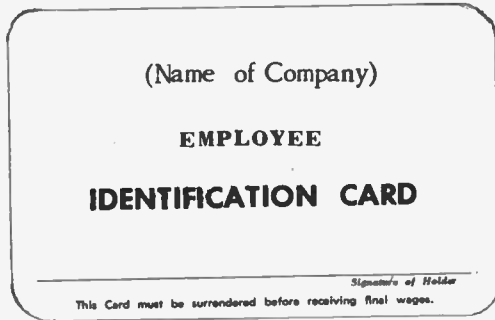 (Name of Company)
EMPLOYEE
IDENTIFICATION CARD
Signature of Holder
This Card must be surrendered before receiving final wages.